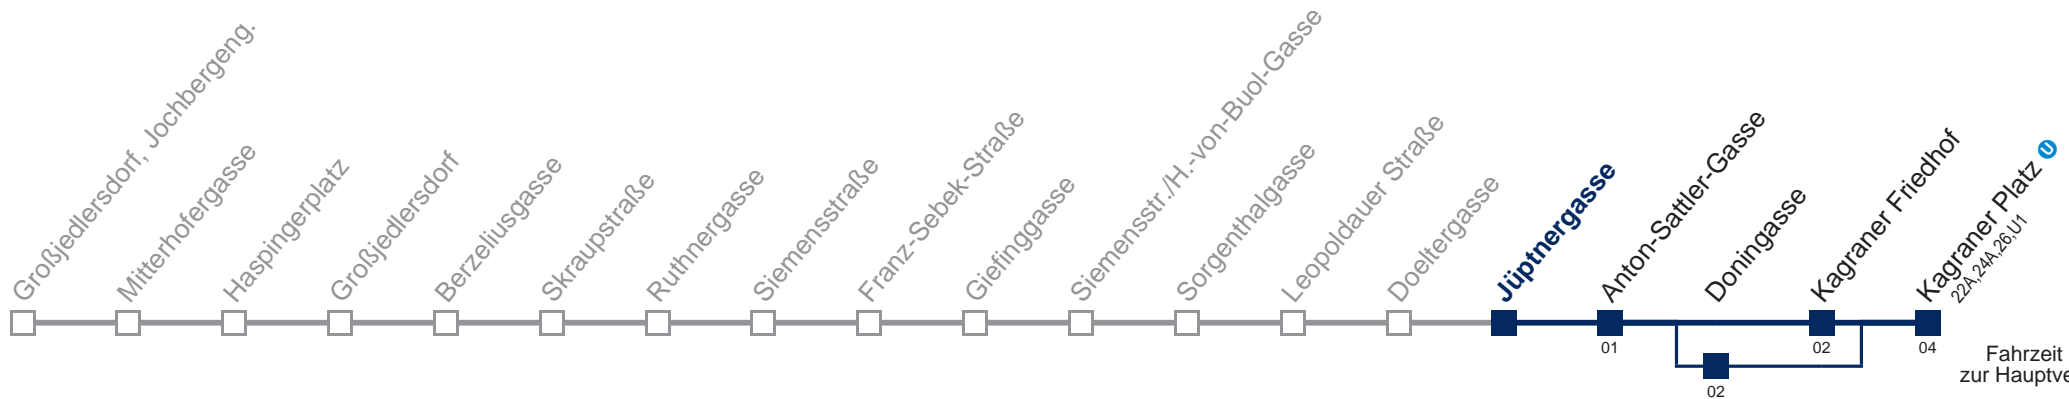 Großjedlersdorf, Jochbergeng.
Mitterhofergasse
Haspingerplatz
Großjedlersdorf
Berzeliusgasse
Skraupstraße
Ruthnergasse
Siemensstraße
Franz-Sebek-Straße
Giefinggasse
Siemensstr./H.-von-Buol-Gasse
Sorgenthalgasse
Leopoldauer Straße
Doeltergasse
Jüptnergasse
Anton-Sattler-Gasse
Doningasse
Kagraner Friedhof
Kagraner Platz U
22A,24A,26,U1
01
02
04
02
Fahrzeit
zur Hauptve